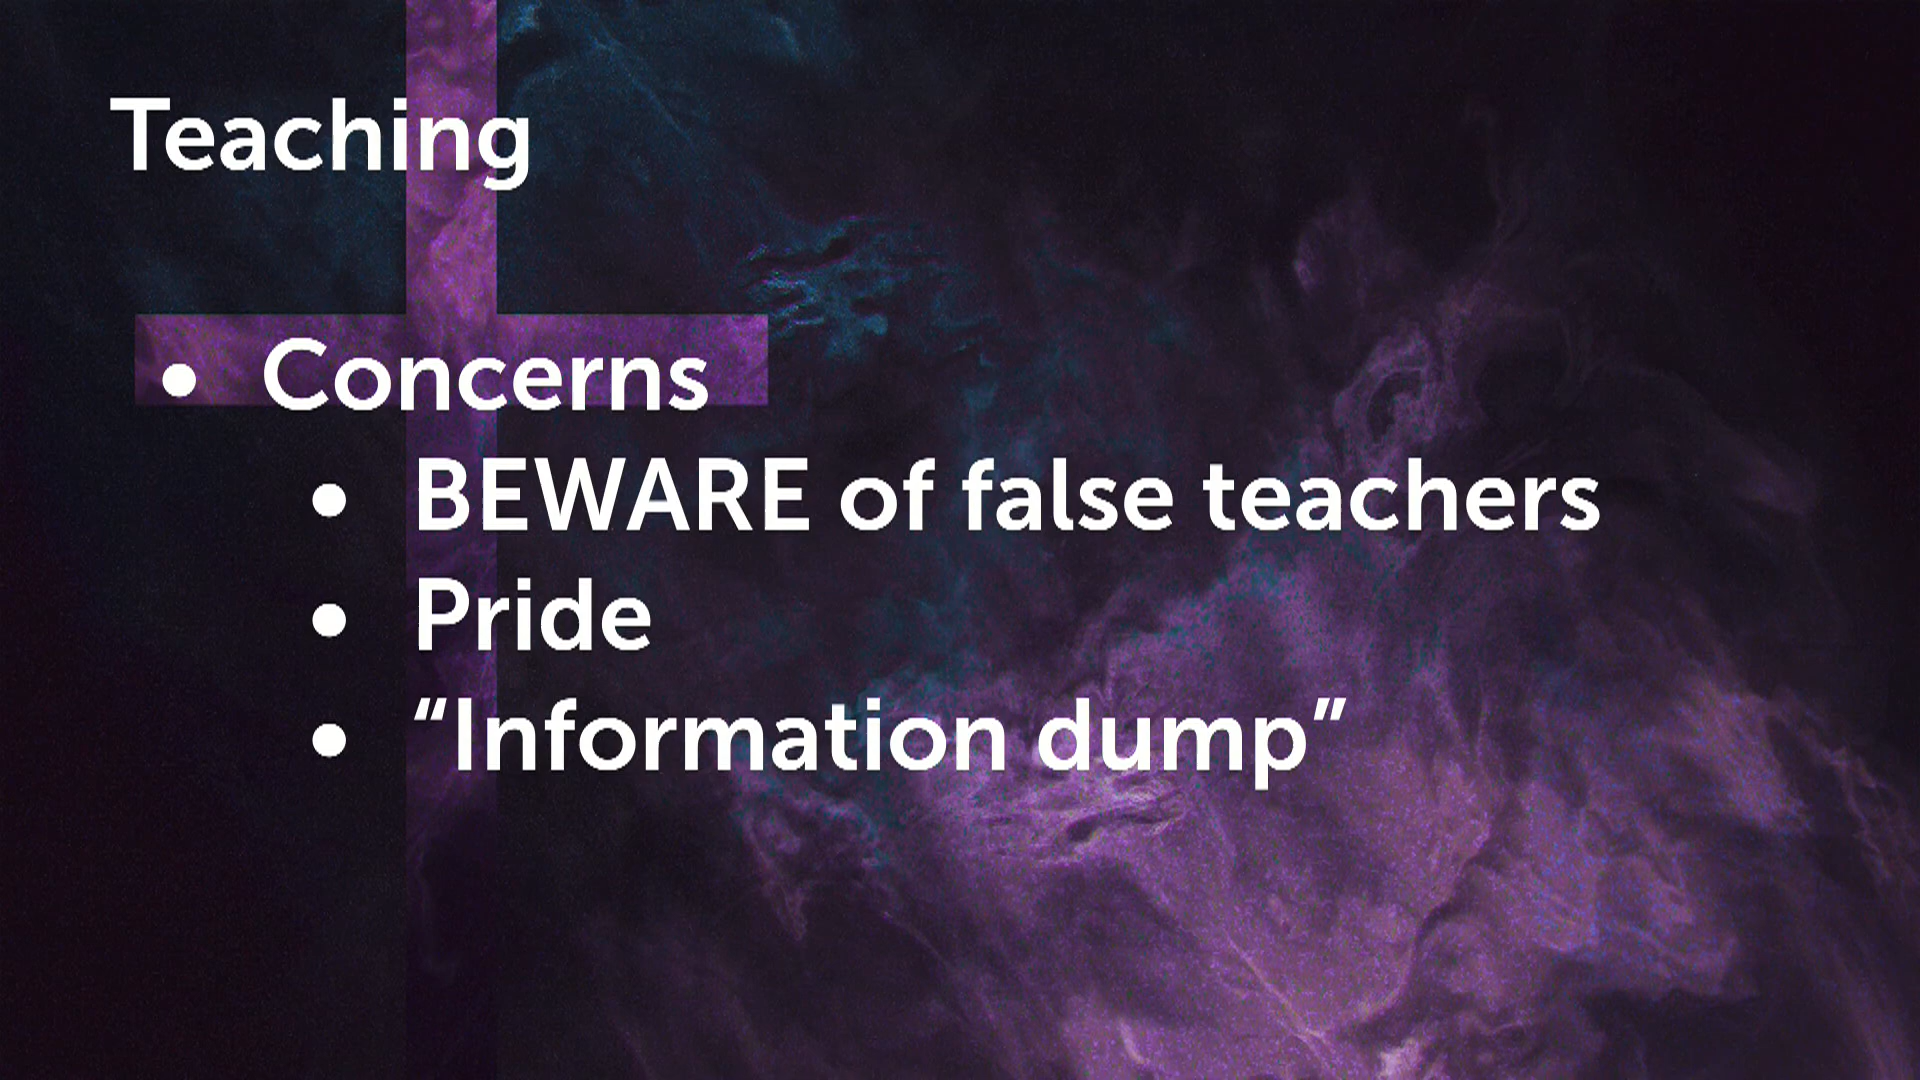 Teaching
• Concerns
• BEWARE of false teachers
• Pride
• “Information dump”